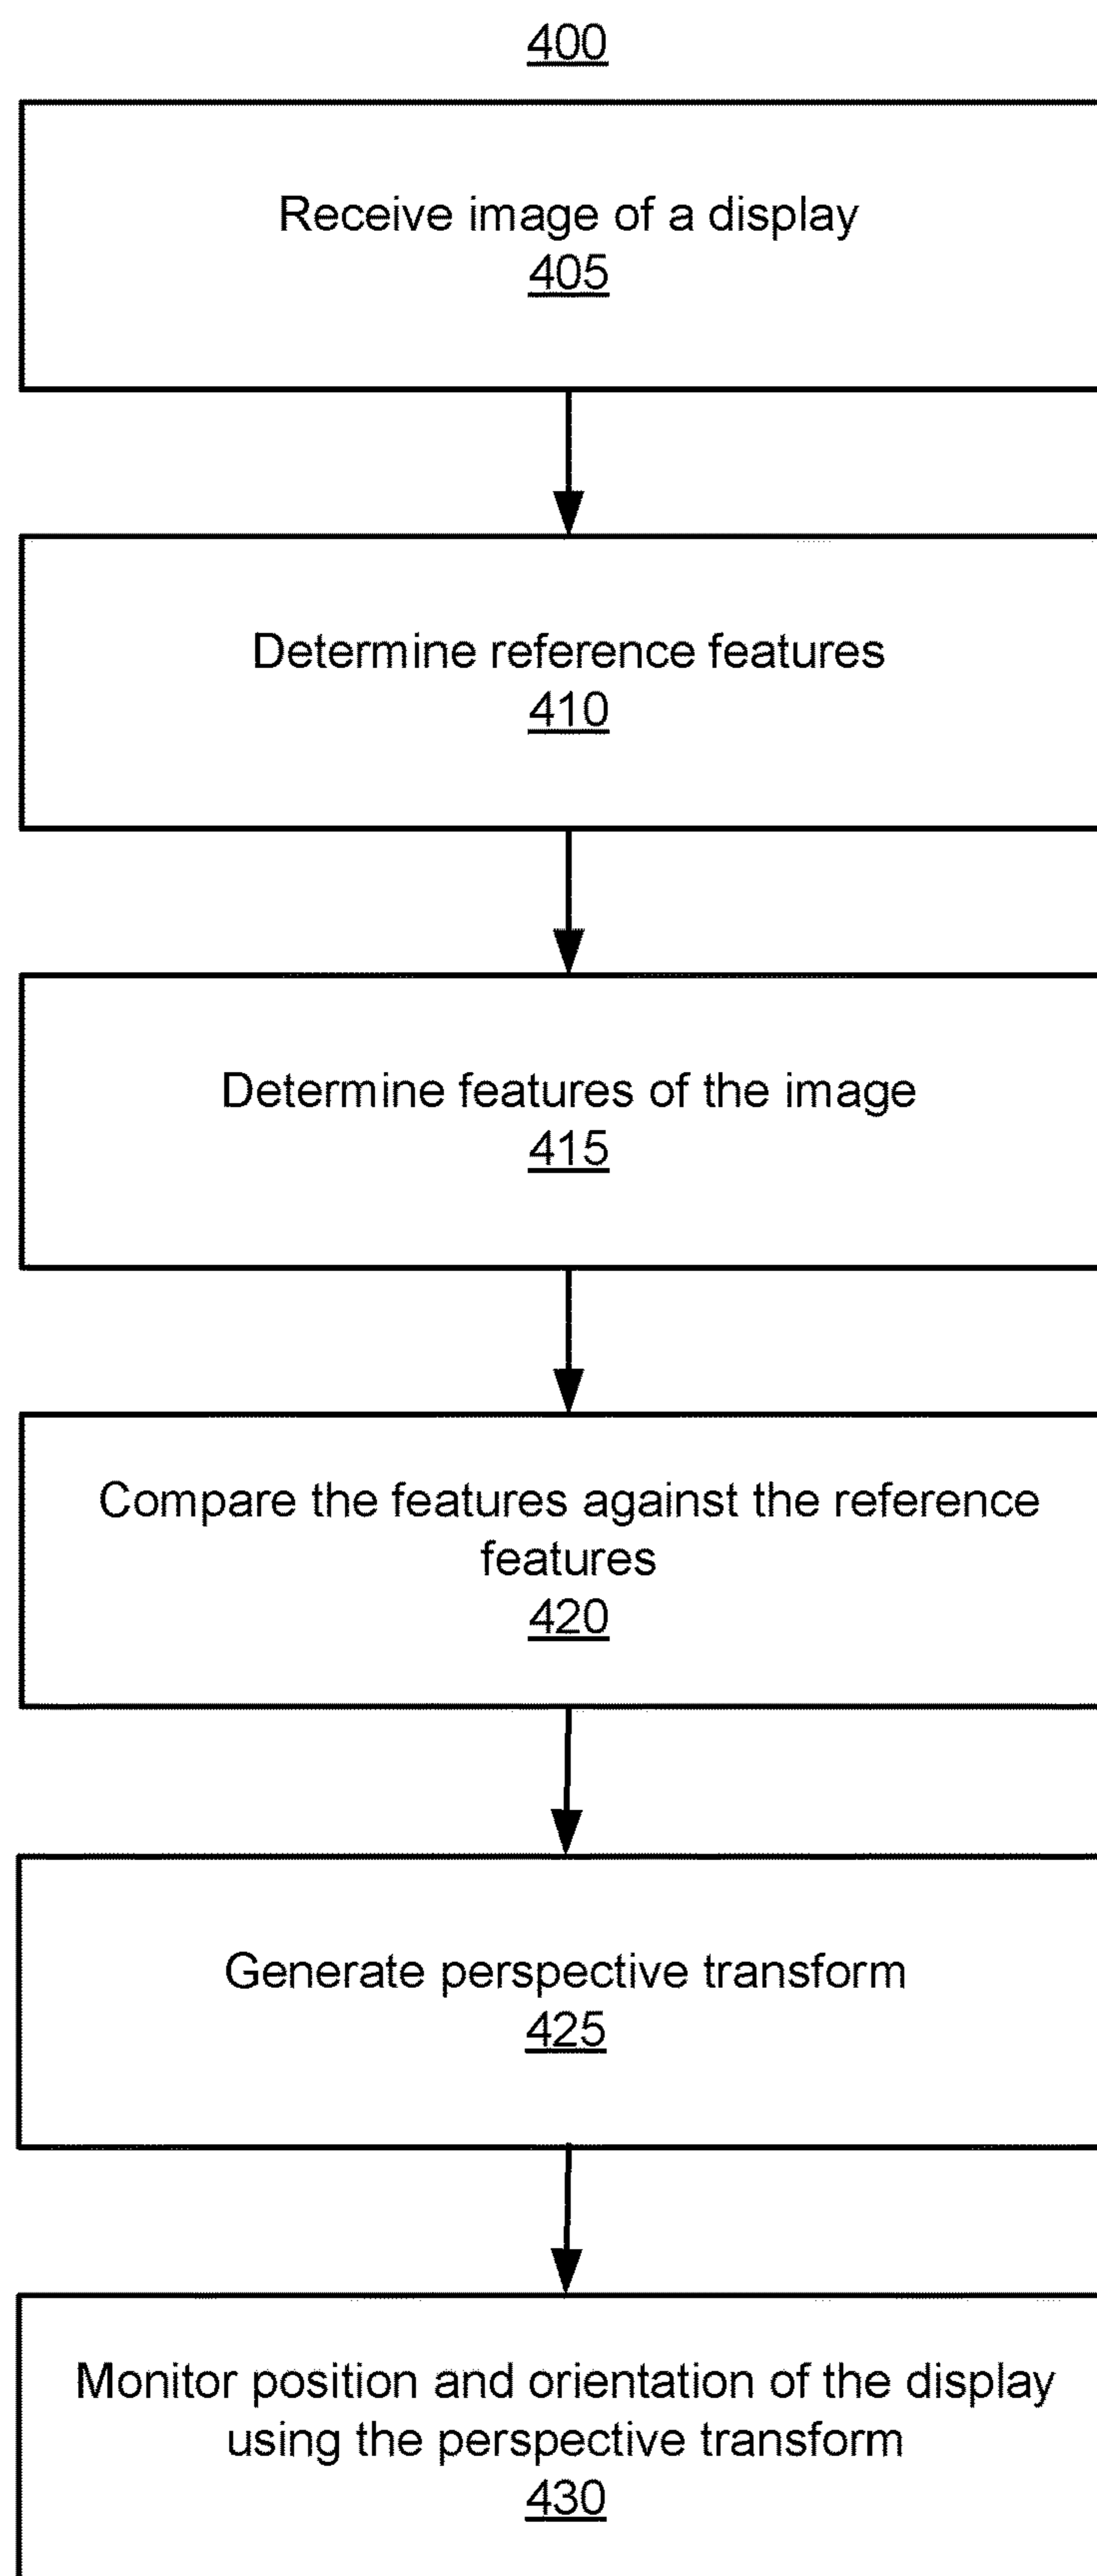 400
Receive image of a display
405
Determine reference features
410
Determine features of the image
415
Compare the features against the reference
features
420
Generate perspective transform
425
Monitor position and orientation of the display
using the perspective transform
430